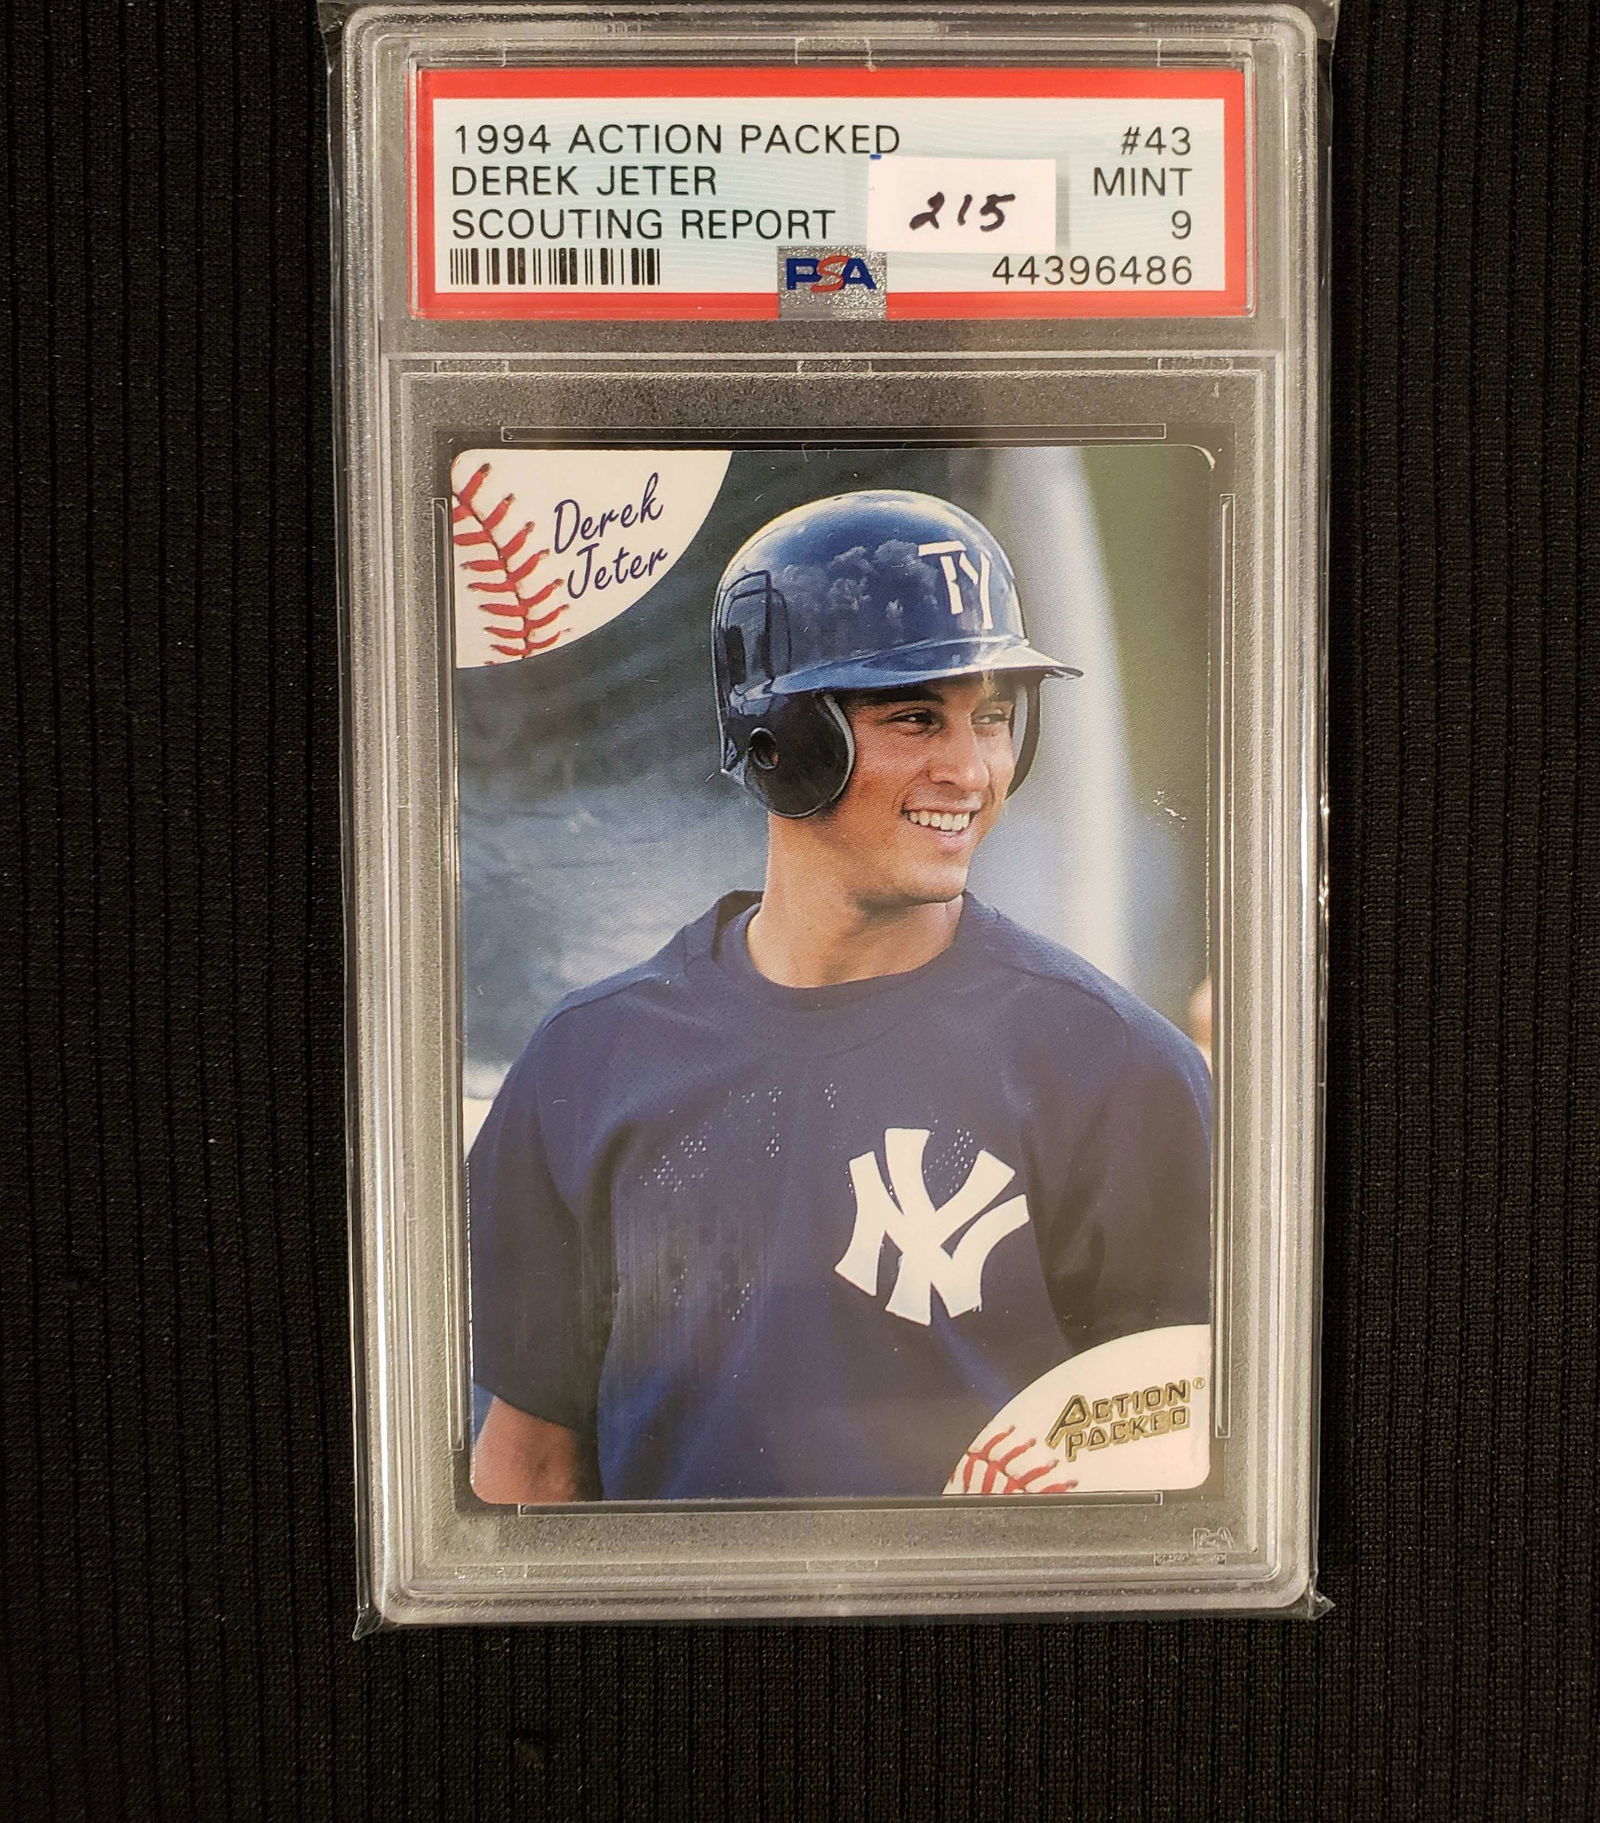 1994 ACTION PACKED #43
DEREK JETER MINT
SCOUTING REPORT 9
215
PSA 44396486
Derek
Jeter
TY
NY
ACTION®
PACKED
PSA